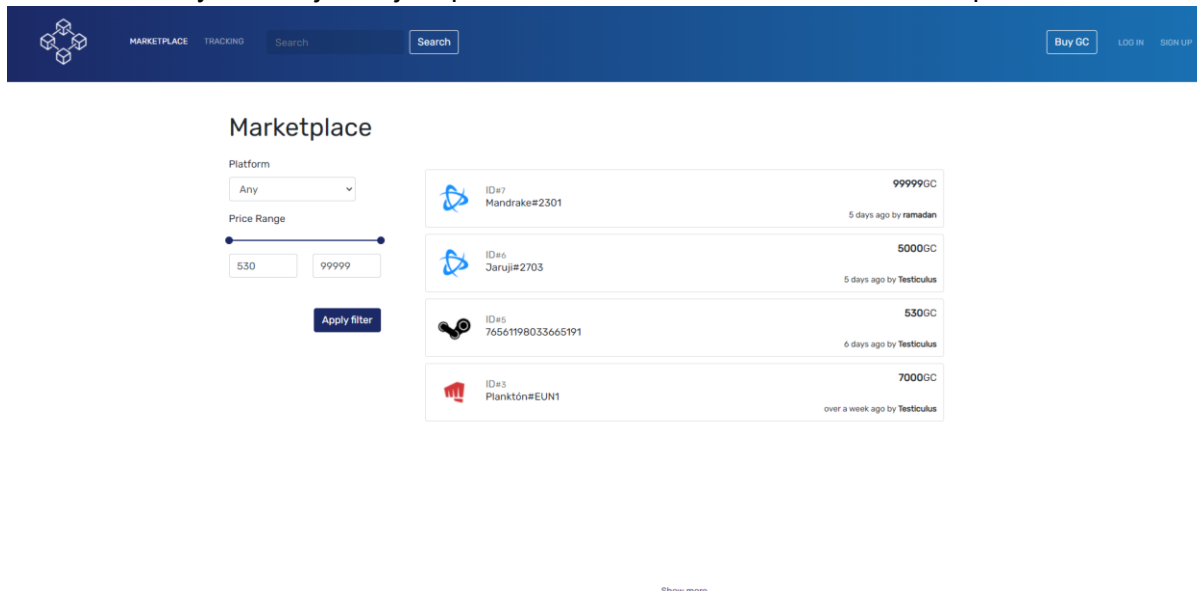 MARKETPLACE TRACKING Search Search Buy GC LOG IN SIGN UP
Marketplace
Platform
Any
Price Range
530 99999
Apply filter
ID#7 99999GC
Mandrake#2301
5 days ago by ramadan
ID#6 5000GC
Jaruji#2703
5 days ago by Testiculus
ID#5 530GC
76561198033665191
6 days ago by Testiculus
ID#3 7000GC
Planktón#EUN1
over a week ago by Testiculus
Show more